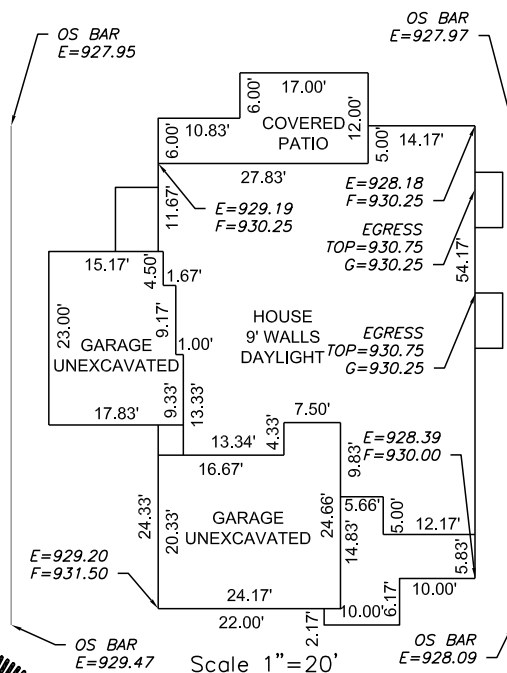 OS BAR
E=927.95
OS BAR
E=927.97
17.00'
6.00'
10.83'
6.00'
COVERED
PATIO
12.00'
5.00'
14.17'
27.83'
11.67'
E=929.19
F=930.25
E=928.18
F=930.25
EGRESS
TOP=930.75
G=930.25
54.17'
15.17'
4.50'
1.67'
23.00'
9.17'
HOUSE
9' WALLS
DAYLIGHT
EGRESS
TOP=930.75
G=930.25
GARAGE
UNEXCAVATED
1.00'
17.83'
9.33'
13.33'
7.50'
13.34'
4.33'
16.67'
9.83'
E=928.39
F=930.00
24.33'
20.33'
GARAGE
UNEXCAVATED
24.66'
14.83'
5.66'
5.00'
12.17'
5.83'
E=929.20
F=931.50
24.17'
22.00'
2.17'
10.00'
6.17'
10.00'
OS BAR
E=929.47
Scale 1"=20'
OS BAR
E=928.09